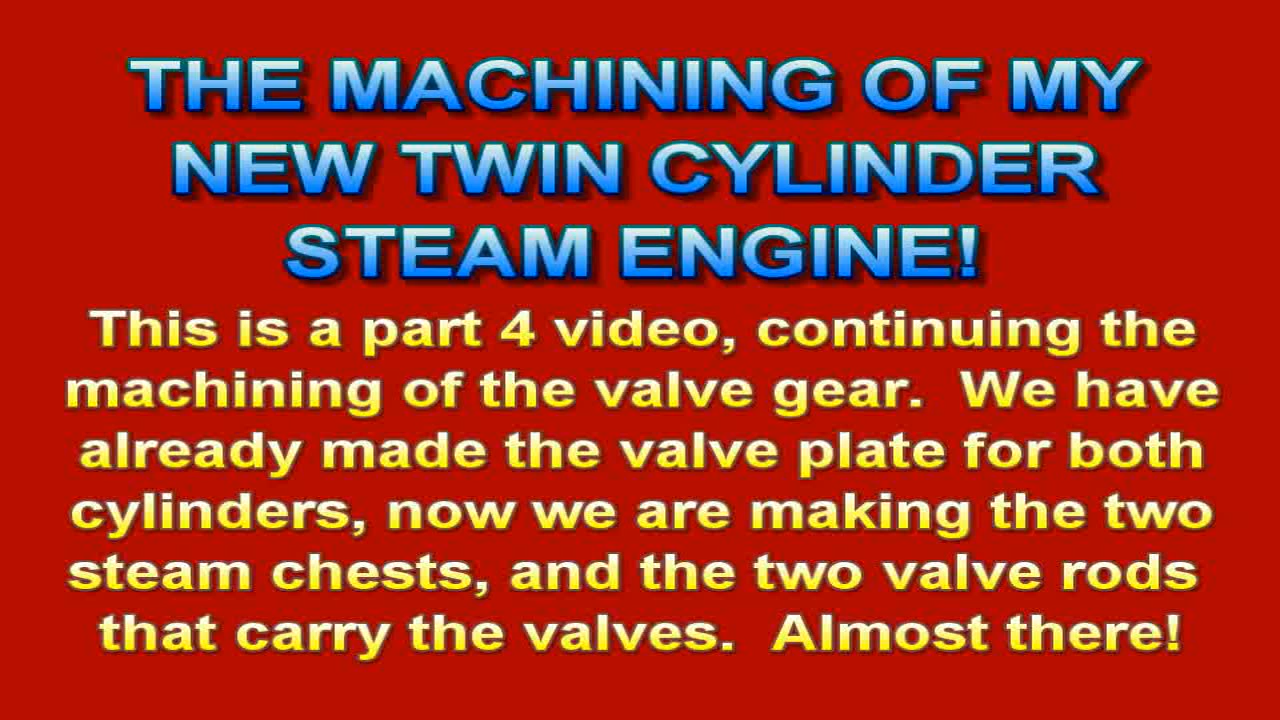 THE MACHINING OF MY
NEW TWIN CYLINDER
STEAM ENGINE!
This is a part 4 video, continuing the
machining of the valve gear.  We have
already made the valve plate for both
cylinders, now we are making the two
steam chests, and the two valve rods
that carry the valves.  Almost there!